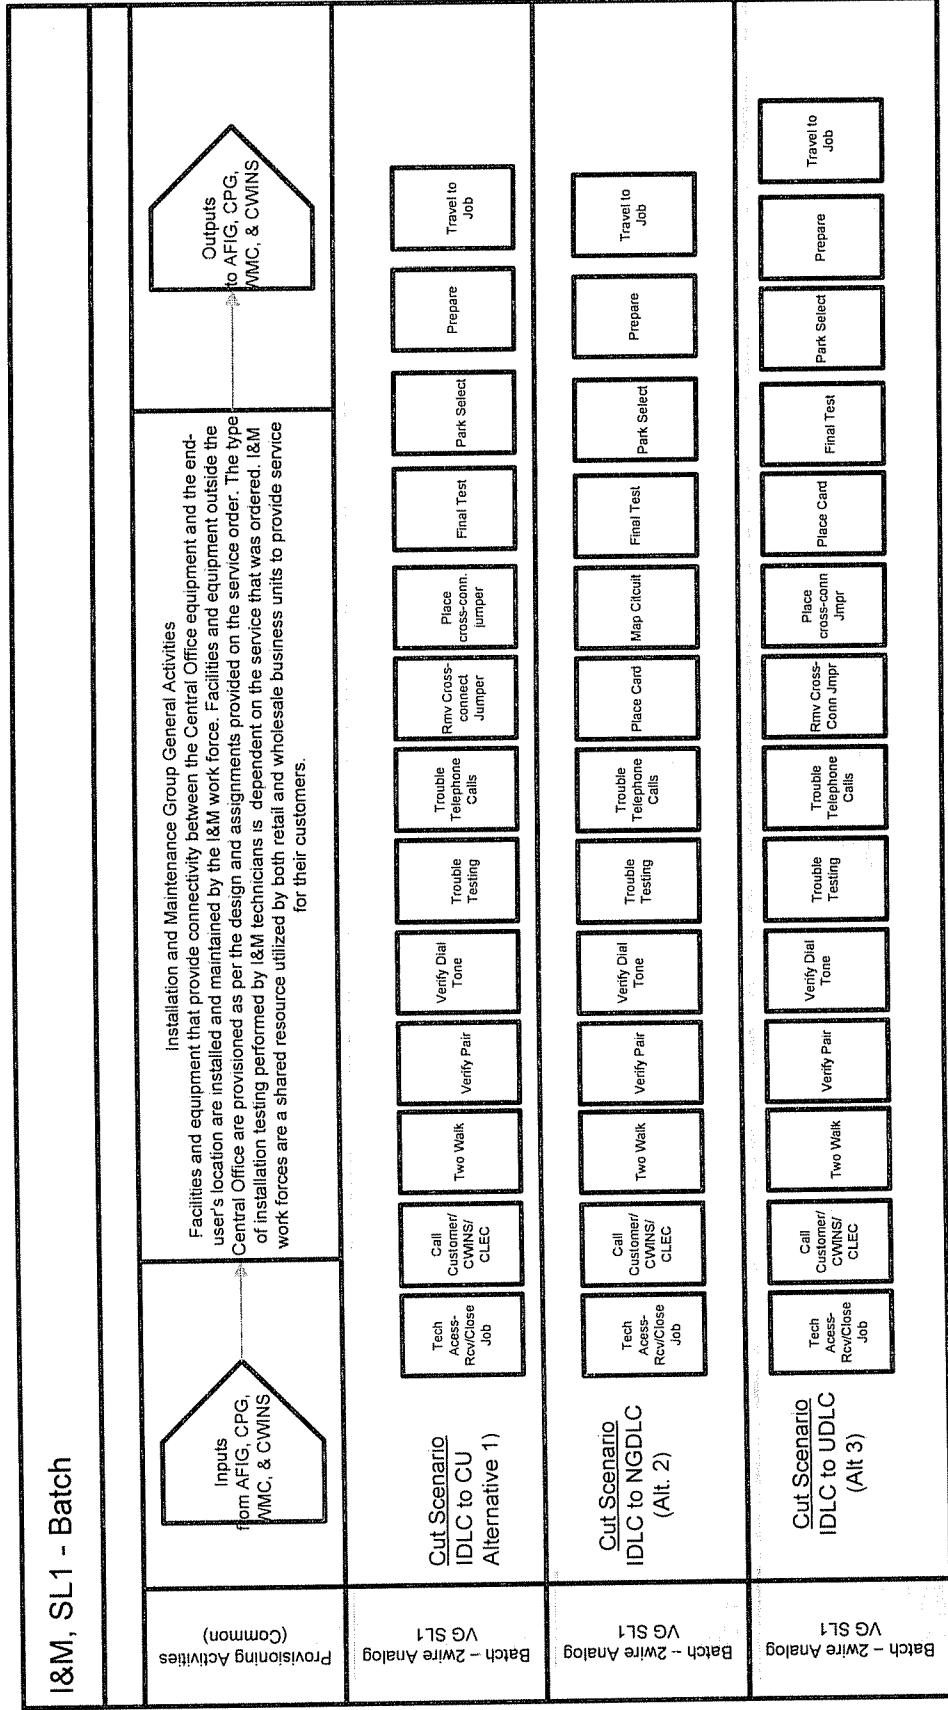 I&M, SL1 - Batch
Provisioning Activities
(Common)
Inputs
from AFIG, CPG,
WMC, & CWINS
Installation and Maintenance Group General Activities
Facilities and equipment that provide connectivity between the Central Office equipment and the end-
user's location are installed and maintained by the I&M work force. Facilities and equipment outside the
Central Office are provisioned as per the design and assignments provided on the service order. The type
of installation testing performed by I&M technicians is dependent on the service that was ordered. I&M
work forces are a shared resource utilized by both retail and wholesale business units to provide service
for their customers.
Outputs
to AFIG, CPG,
WMC, & CWINS
Batch – 2wire Analog
VG SL1
Cut Scenario
IDLC to CU
Alternative 1)
Tech
Acess-
Rcv/Close
Job
Call
Customer/
CWINS/
CLEC
Two Walk
Verify Pair
Verify Dial
Tone
Trouble
Testing
Trouble
Telephone
Calls
Rmv Cross-
connect
Jumper
Place
cross-conn.
jumper
Final Test
Park Select
Prepare
Travel to
Job
Batch -- 2wire Analog
VG SL1
Cut Scenario
IDLC to NGDLC
(Alt. 2)
Tech
Acess-
Rcv/Close
Job
Call
Customer/
CWINS/
CLEC
Two Walk
Verify Pair
Verify Dial
Tone
Trouble
Testing
Trouble
Telephone
Calls
Place Card
Map Citcuit
Final Test
Park Select
Prepare
Travel to
Job
Batch – 2wire Analog
VG SL1
Cut Scenario
IDLC to UDLC
(Alt 3)
Tech
Acess-
Rcv/Close
Job
Call
Customer/
CWINS/
CLEC
Two Walk
Verify Pair
Verify Dial
Tone
Trouble
Testing
Trouble
Telephone
Calls
Rmv Cross-
Conn Jmpr
Place
cross-conn
Jmpr
Place Card
Final Test
Park Select
Prepare
Travel to
Job